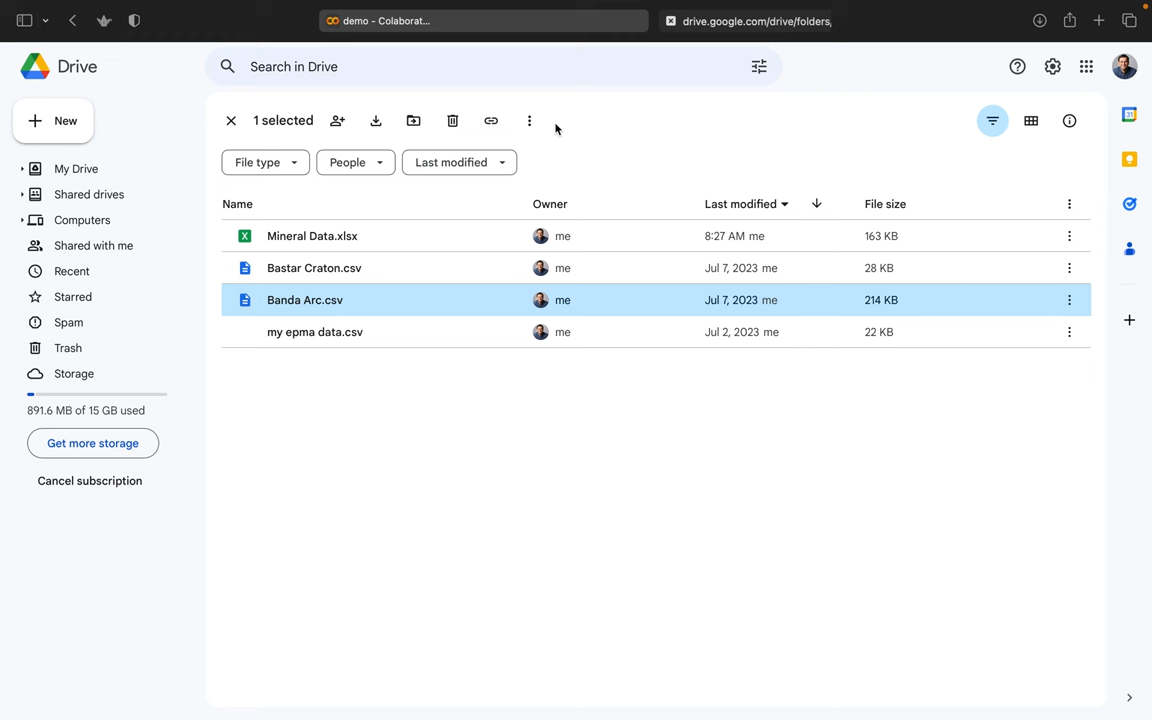 demo - Colaborat...
drive.google.com/drive/folders,
Drive
Search in Drive
New
1 selected
File type
People
Last modified
My Drive
Shared drives
Computers
Shared with me
Recent
Starred
Spam
Trash
Storage
891.6 MB of 15 GB used
Get more storage
Cancel subscription
Name Owner Last modified File size
Mineral Data.xlsx me 8:27 AM me 163 KB
Bastar Craton.csv me Jul 7, 2023 me 28 KB
Banda Arc.csv me Jul 7, 2023 me 214 KB
my epma data.csv me Jul 2, 2023 me 22 KB
31